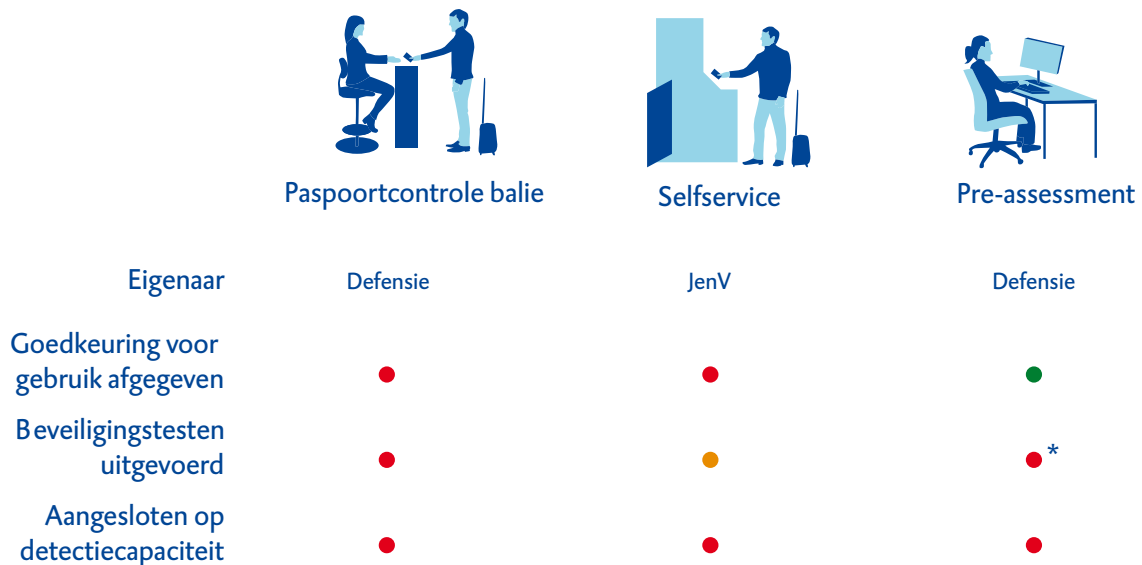 Paspoortcontrole balie
Selfservice
Pre-assessment
Eigenaar
Defensie
JenV
Defensie
Goedkeuring voor
gebruik afgegeven
Beveiligingstesten
uitgevoerd
*
Aangesloten op
detectiecapaciteit